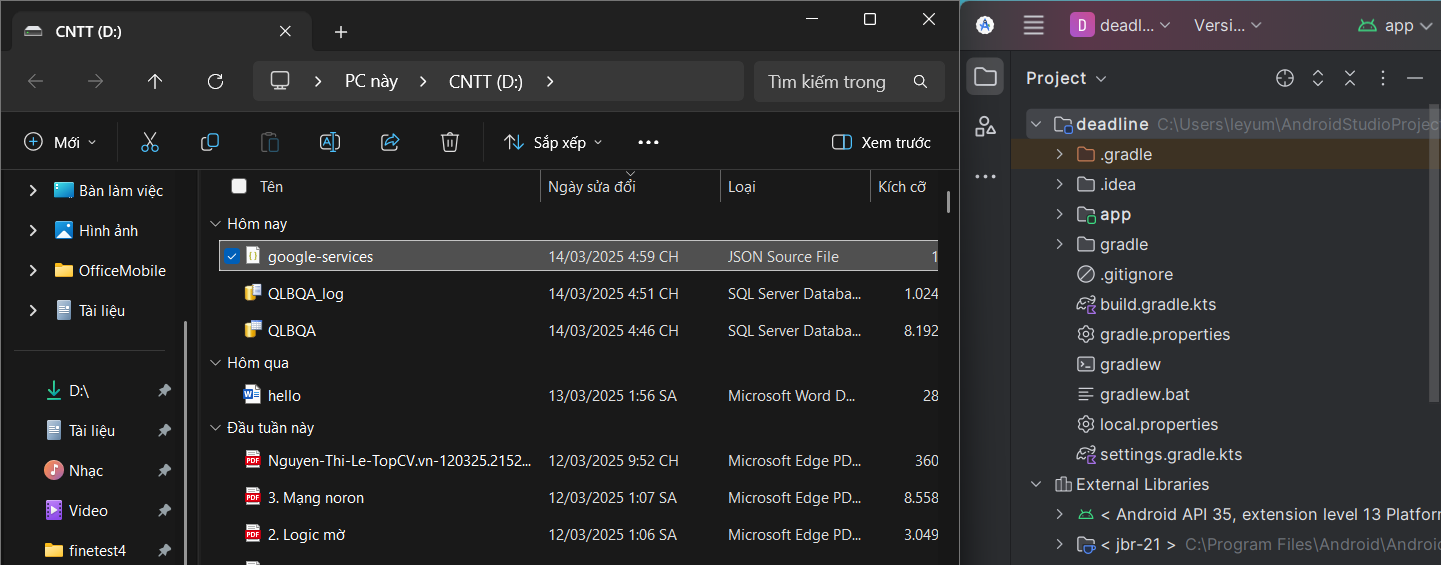 CNTT (D:)
PC này
CNTT (D:)
Tìm kiếm trong
Mới
Sắp xếp
Xem trước
Bàn làm việc
Hình ảnh
OfficeMobile
Tài liệu
D:\
Tài liệu
Nhạc
Video
finetest4
Tên Ngày sửa đổi Loại Kích cỡ
Hôm nay
google-services 14/03/2025 4:59 CH JSON Source File 1
QLBQA_log 14/03/2025 4:51 CH SQL Server Databa... 1.024
QLBQA 14/03/2025 4:46 CH SQL Server Databa... 8.192
Hôm qua
hello 13/03/2025 1:56 SA Microsoft Word D... 28
Đầu tuần này
Nguyen-Thi-Le-TopCV.vn-120325.2152... 12/03/2025 9:52 CH Microsoft Edge PD... 360
3. Mạng noron 12/03/2025 1:07 SA Microsoft Edge PD... 8.558
2. Logic mờ 12/03/2025 1:06 SA Microsoft Edge PD... 3.049
D deadl... Versi... app
Project
deadline C:\Users\leyum\AndroidStudioProjec
.gradle
.idea
app
gradle
.gitignore
build.gradle.kts
gradle.properties
gradlew
gradlew.bat
local.properties
settings.gradle.kts
External Libraries
< Android API 35, extension level 13 Platfor
< jbr-21 > C:\Program Files\Android\Androi